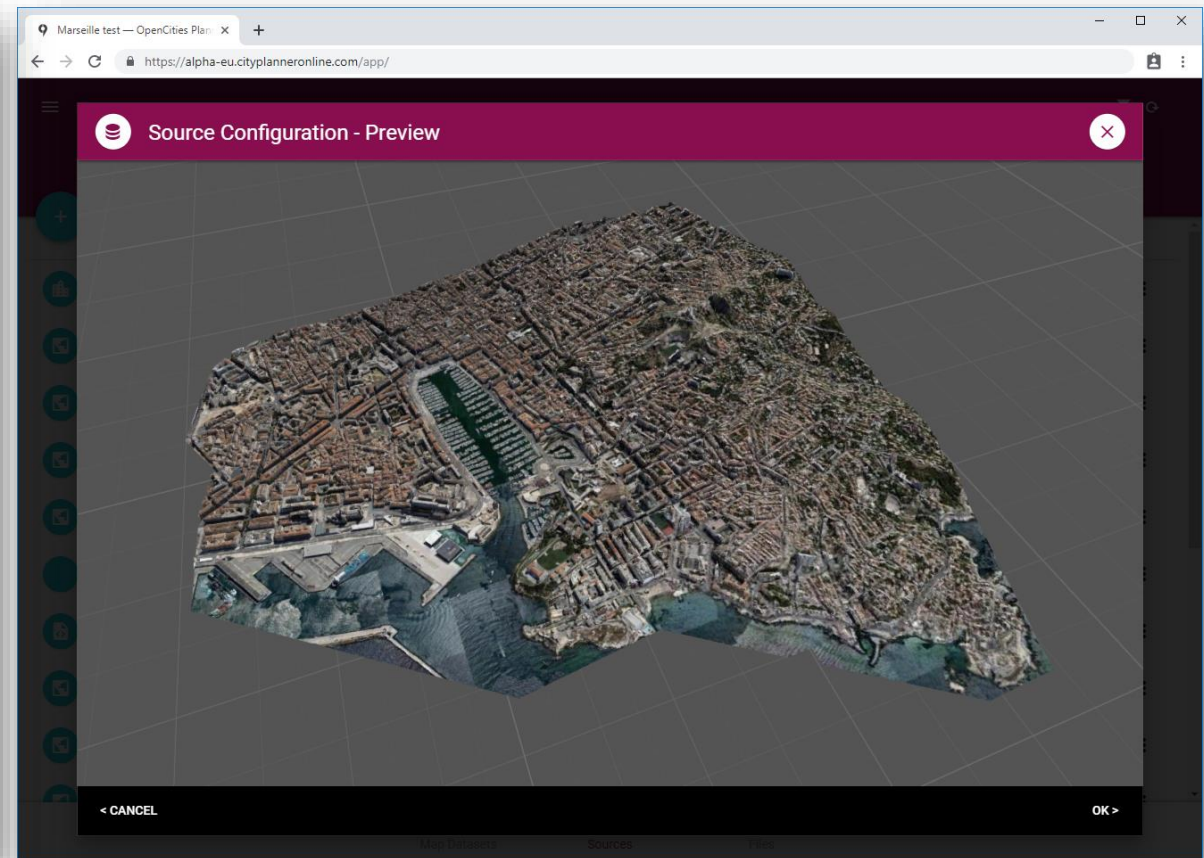 Marseille test — OpenCities Plan
https://alpha-eu.cityplanneronline.com/app/
Source Configuration - Preview
< CANCEL
OK >
Map Datasets
Sources
Files